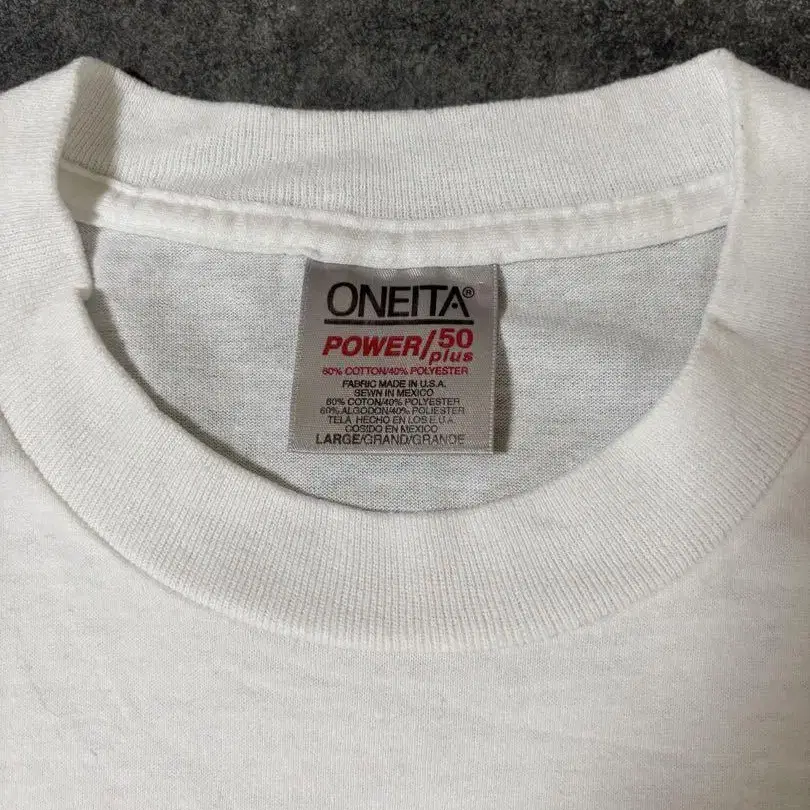 ONEITA®
POWER/50 plus
60% COTTON/40% POLYESTER
FABRIC MADE IN U.S.A.
SEWN IN MEXICO
60% COTON/40% POLYESTER
60% ALGODON/40% POLIESTER
TELA HECHO EN LOS E.U.A.
COSIDO EN MEXICO
LARGE/GRAND/GRANDE